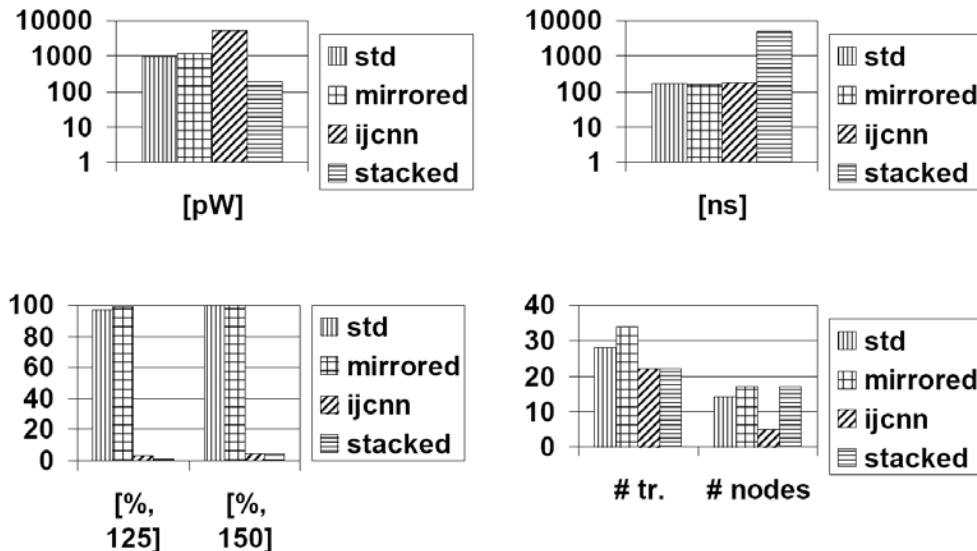 10000
1000
100
10
1
[pW]
std
mirrored
ijcnn
stacked
10000
1000
100
10
1
[ns]
std
mirrored
ijcnn
stacked
100
80
60
40
20
0
[%,
125]
[%,
150]
std
mirrored
ijcnn
stacked
40
30
20
10
0
# tr.
# nodes
std
mirrored
ijcnn
stacked